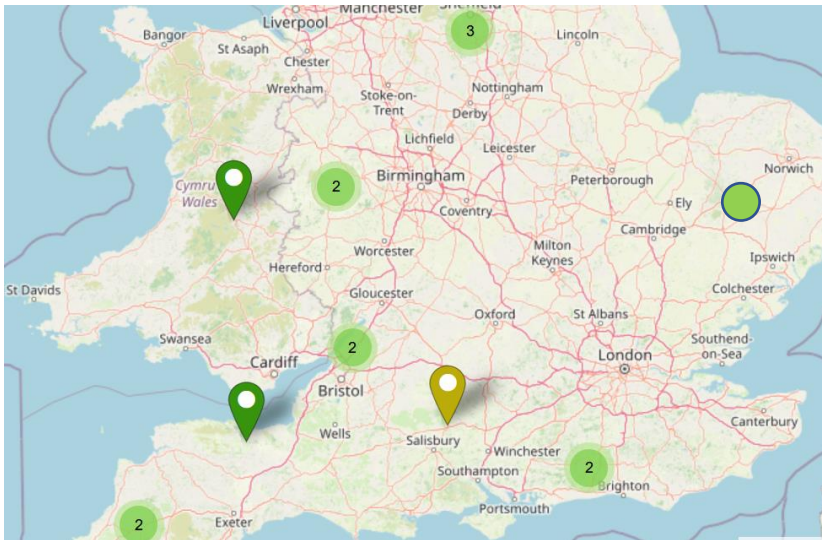 Manchester
Sheffield
Liverpool
3
Bangor
Lincoln
St Asaph
Chester
Wrexham
Stoke-on-
Trent
Nottingham
Derby
Lichfield
Leicester
Norwich
Birmingham
Peterborough
2
Cymru
Wales
Ely
Coventry
Cambridge
Worcester
Milton
Keynes
Hereford
Ipswich
St Davids
Gloucester
Colchester
Oxford
St Albans
Swansea
2
Southend-
on-Sea
London
Cardiff
Bristol
Canterbury
Wells
Salisbury
Winchester
2
Southampton
Brighton
Portsmouth
Exeter
2